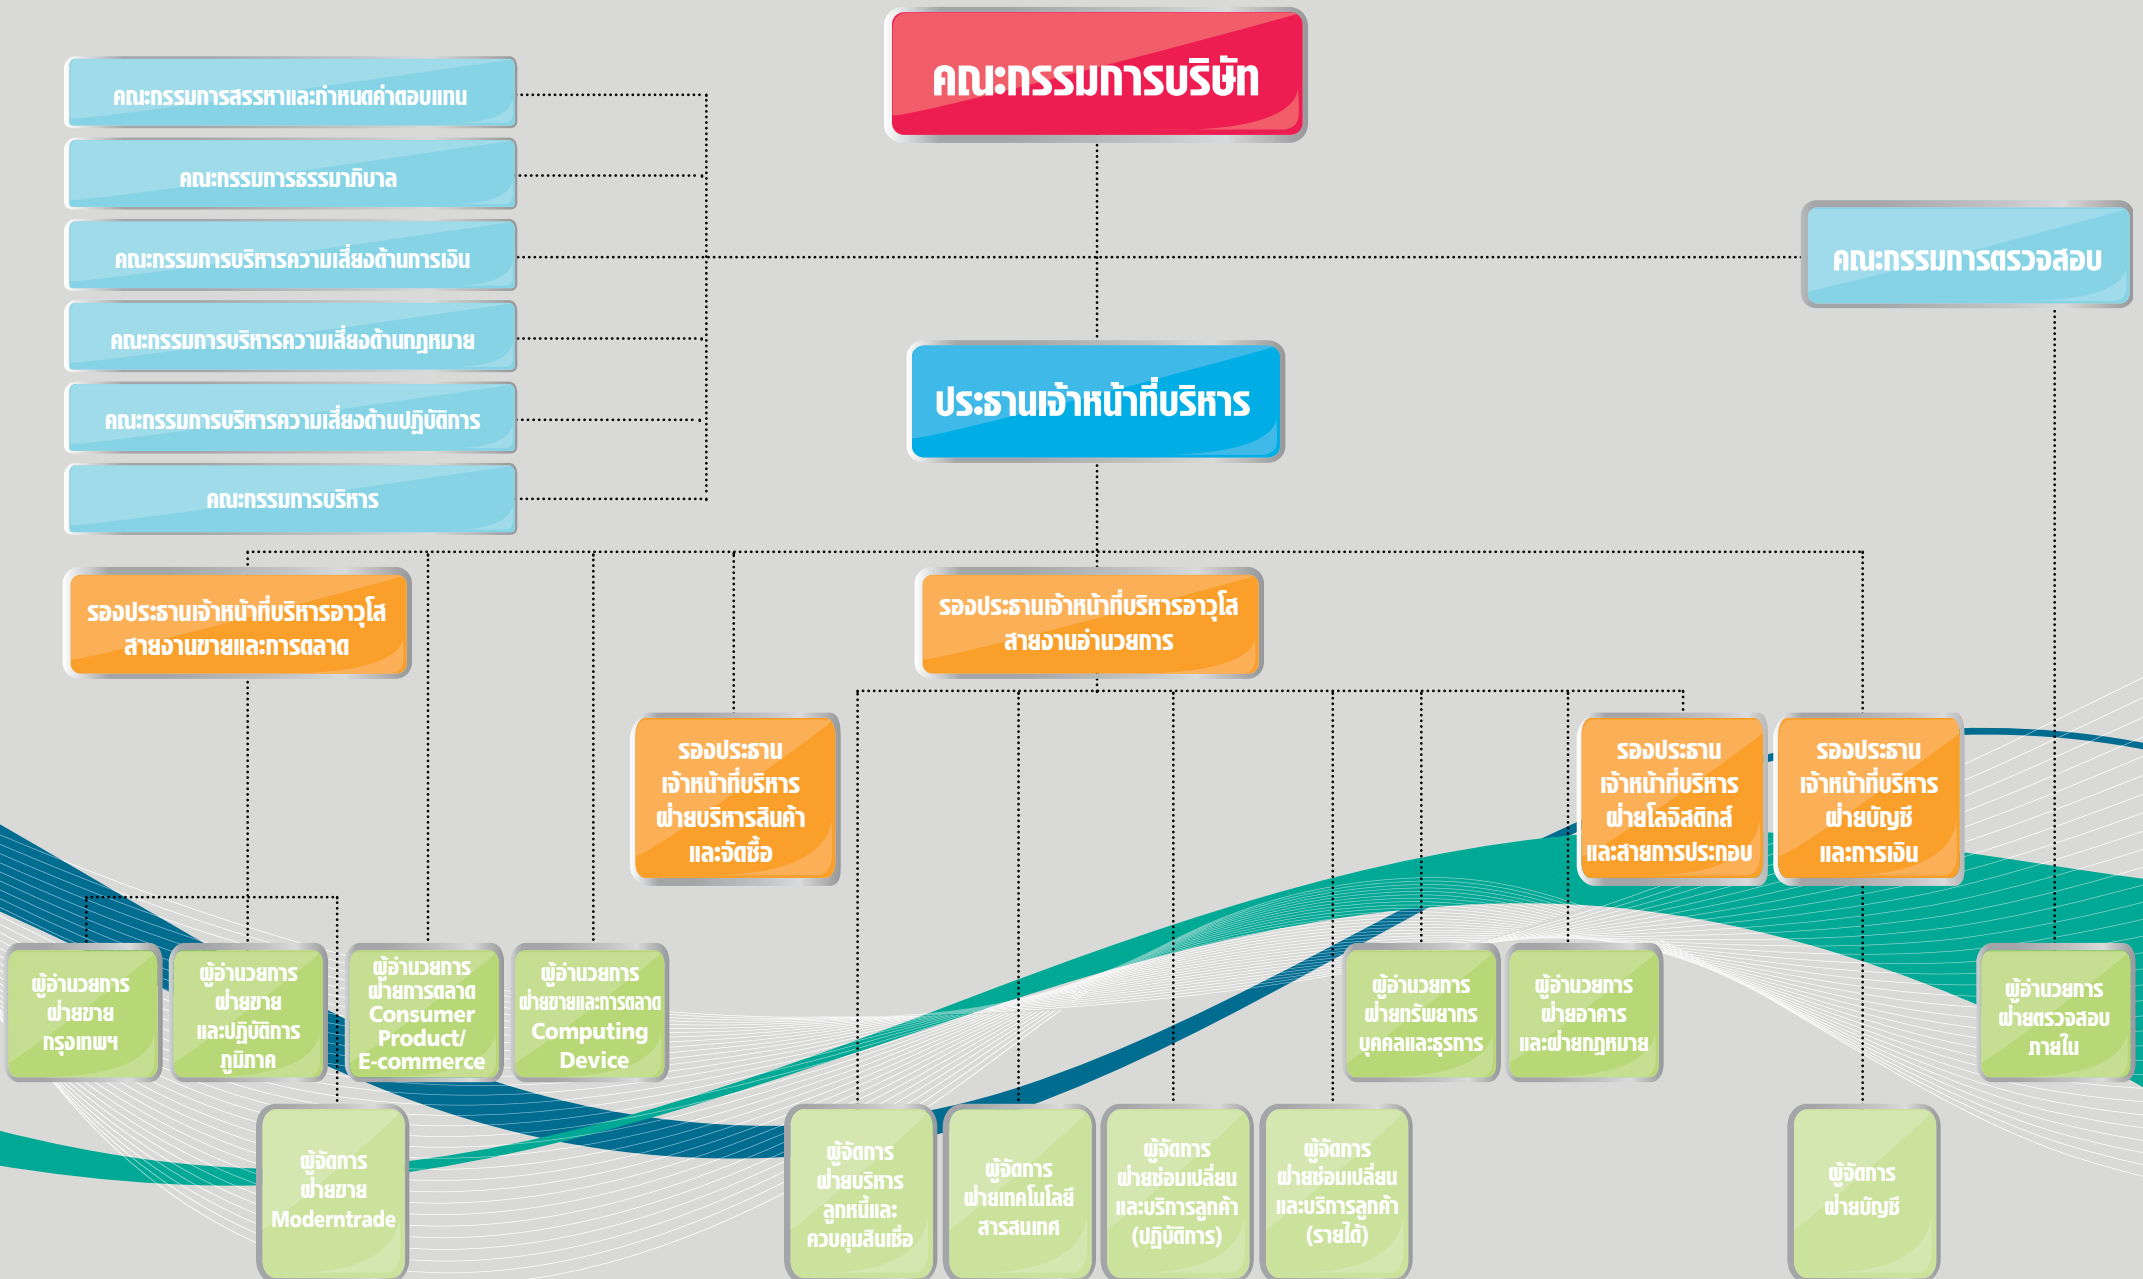 คณะกรรมการบริษัท
คณะกรรมการสรรหาและกำหนดค่าตอบแทน
คณะกรรมการธรรมาภิบาล
คณะกรรมการบริหารความเสี่ยงด้านการเงิน
คณะกรรมการบริหารความเสี่ยงด้านกฎหมาย
คณะกรรมการบริหารความเสี่ยงด้านปฏิบัติการ
คณะกรรมการบริหาร
คณะกรรมการตรวจสอบ
ประธานเจ้าหน้าที่บริหาร
รองประธานเจ้าหน้าที่บริหารอาวุโส
สายงานขายและการตลาด
รองประธานเจ้าหน้าที่บริหารอาวุโส
สายงานอำนวยการ
รองประธาน
เจ้าหน้าที่บริหาร
ฝ่ายบริหารสินค้า
และจัดซื้อ
รองประธาน
เจ้าหน้าที่บริหาร
ฝ่ายโลจิสติกส์
และสายการประกอบ
รองประธาน
เจ้าหน้าที่บริหาร
ฝ่ายบัญชี
และการเงิน
ผู้อำนวยการ
ฝ่ายขาย
กรุงเทพฯ
ผู้อำนวยการ
ฝ่ายขาย
และปฏิบัติการ
ภูมิภาค
ผู้อำนวยการ
ฝ่ายการตลาด
Consumer
Product/
E-commerce
ผู้อำนวยการ
ฝ่ายขายและการตลาด
Computing
Device
ผู้อำนวยการ
ฝ่ายทรัพยากร
บุคคลและธุรการ
ผู้อำนวยการ
ฝ่ายอาคาร
และฝ่ายกฎหมาย
ผู้อำนวยการ
ฝ่ายตรวจสอบ
ภายใน
ผู้จัดการ
ฝ่ายขาย
Moderntrade
ผู้จัดการ
ฝ่ายบริหาร
ลูกหนี้และ
ควบคุมสินเชื่อ
ผู้จัดการ
ฝ่ายเทคโนโลยี
สารสนเทศ
ผู้จัดการ
ฝ่ายซ่อมเปลี่ยน
และบริการลูกค้า
(ปฏิบัติการ)
ผู้จัดการ
ฝ่ายซ่อมเปลี่ยน
และบริการลูกค้า
(รายได้)
ผู้จัดการ
ฝ่ายบัญชี